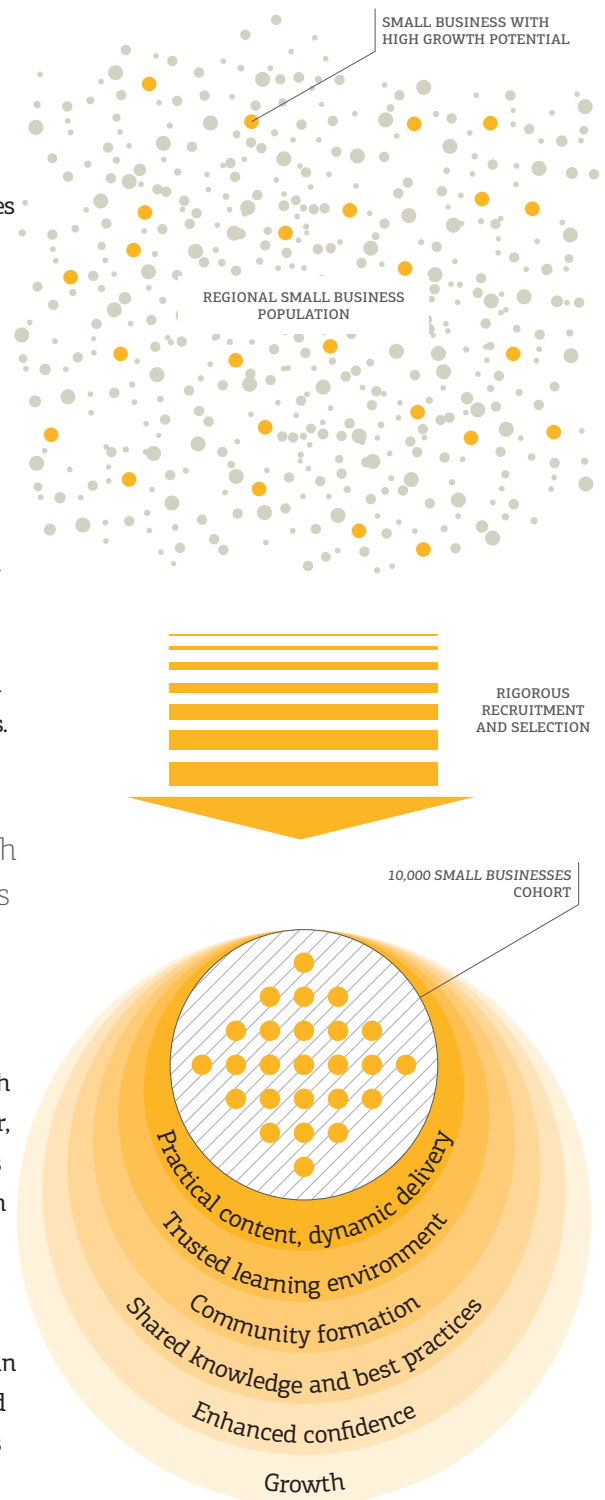 SMALL BUSINESS WITH
HIGH GROWTH POTENTIAL
REGIONAL SMALL BUSINESS
POPULATION
RIGOROUS
RECRUITMENT
AND SELECTION
10,000 SMALL BUSINESSES
COHORT
Practical content, dynamic delivery
Trusted learning environment
Community formation
Shared knowledge and best practices
Enhanced confidence
Growth